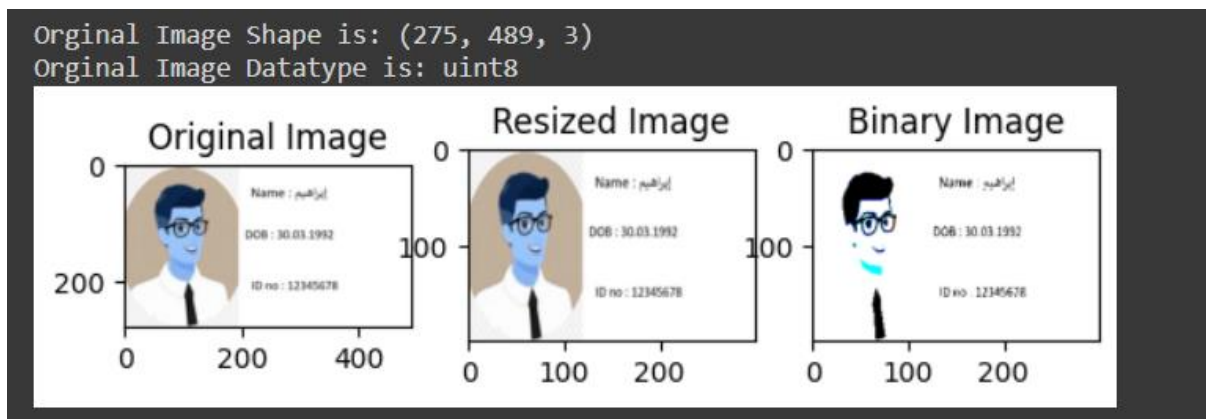 Orginal Image Shape is: (275, 489, 3)
Orginal Image Datatype is: uint8
Original Image
0
200
0 200 400
Name : إبراهيم
DOB : 30.03.1992
ID no : 12345678
Resized Image
0
100
0 100 200
Name : إبراهيم
DOB : 30.03.1992
ID no : 12345678
Binary Image
0
100
0 100 200
Name : إبراهيم
DOB : 30.03.1992
ID no : 12345678